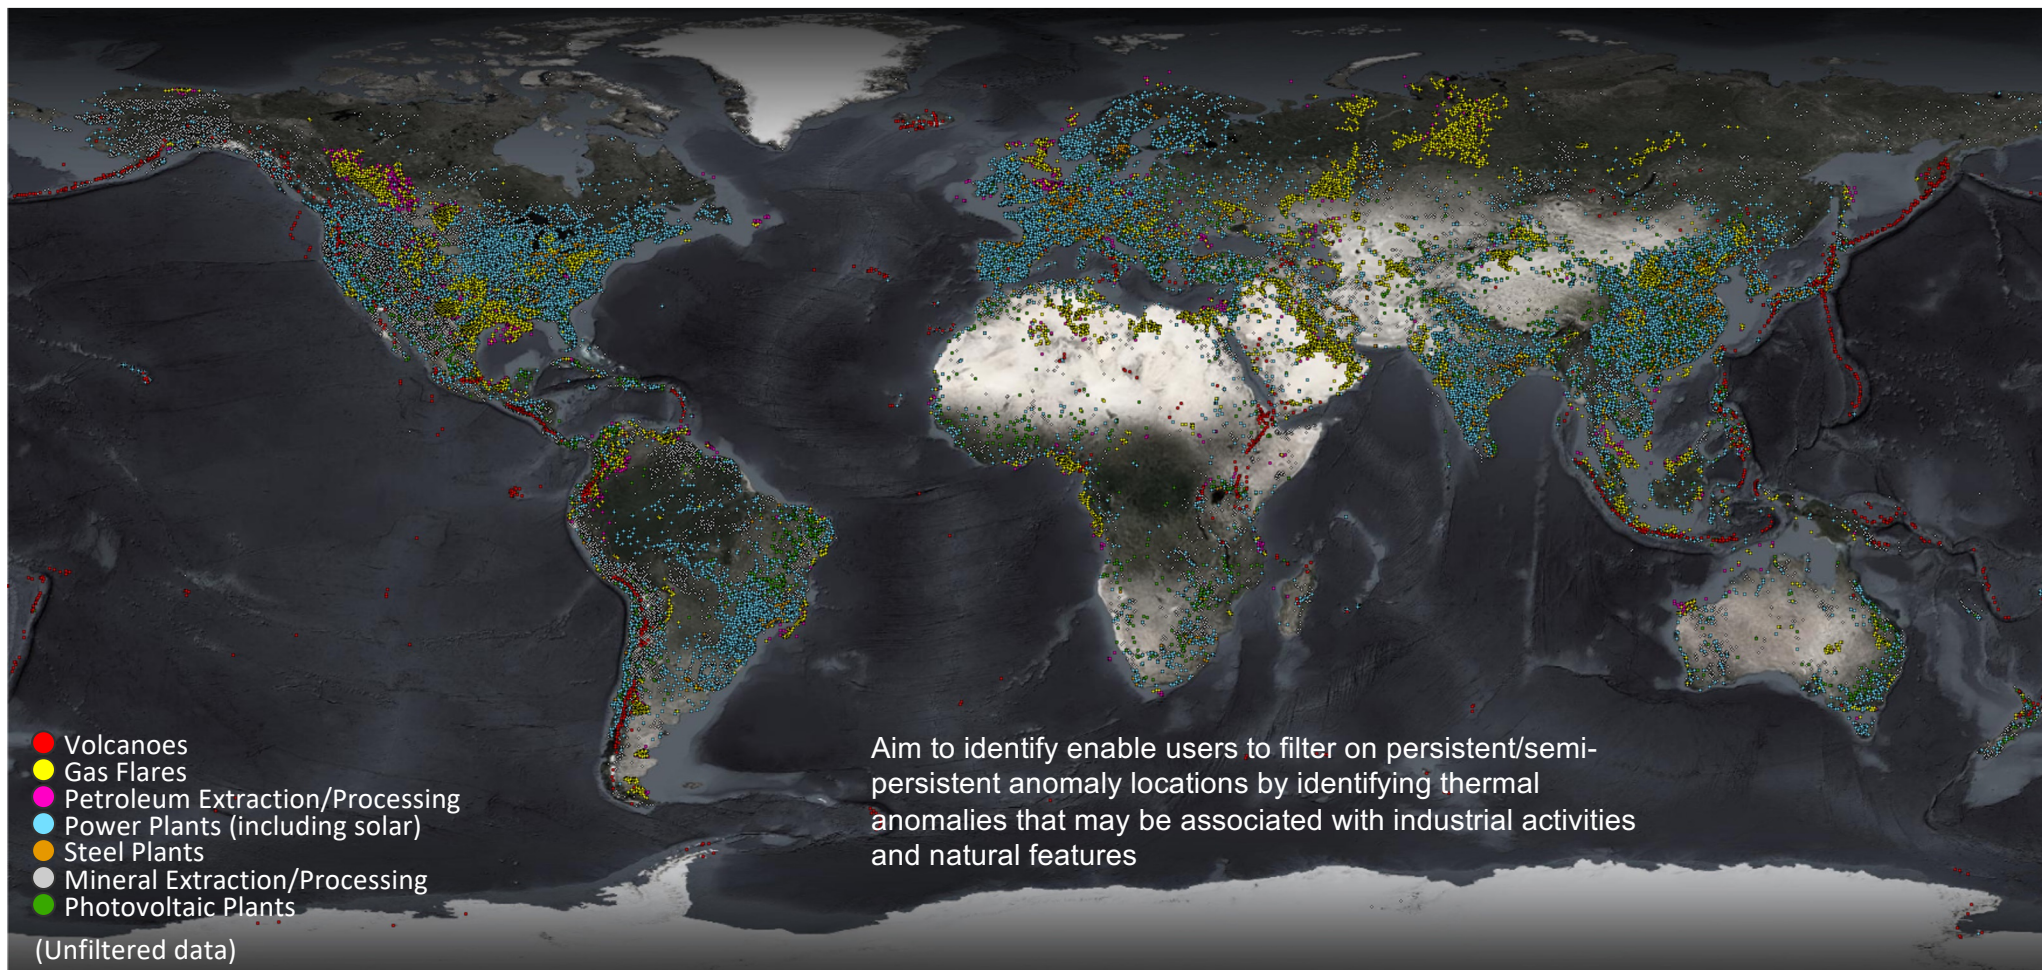 Volcanoes
Gas Flares
Petroleum Extraction/Processing
Power Plants (including solar)
Steel Plants
Mineral Extraction/Processing
Photovoltaic Plants
(Unfiltered data)
Aim to identify enable users to filter on persistent/semi-
persistent anomaly locations by identifying thermal
anomalies that may be associated with industrial activities
and natural features